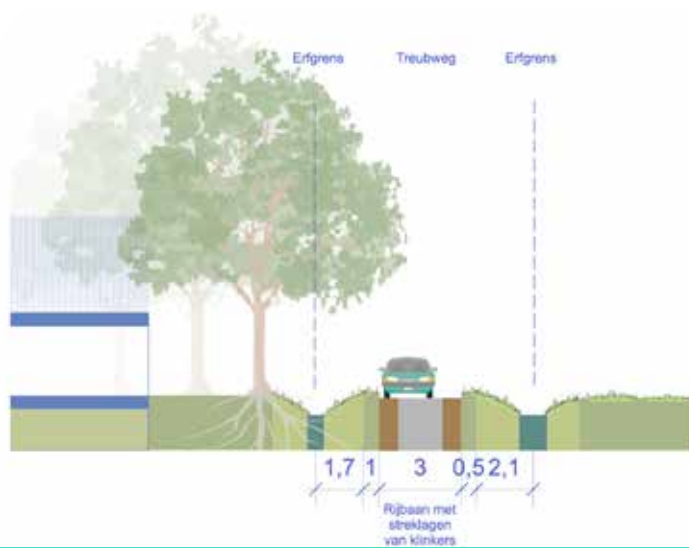 Erfgrens Treubweg Erfgrens
1,7 1 3 0,5 2,1
Rijbaan met
streklagen
van klinkers